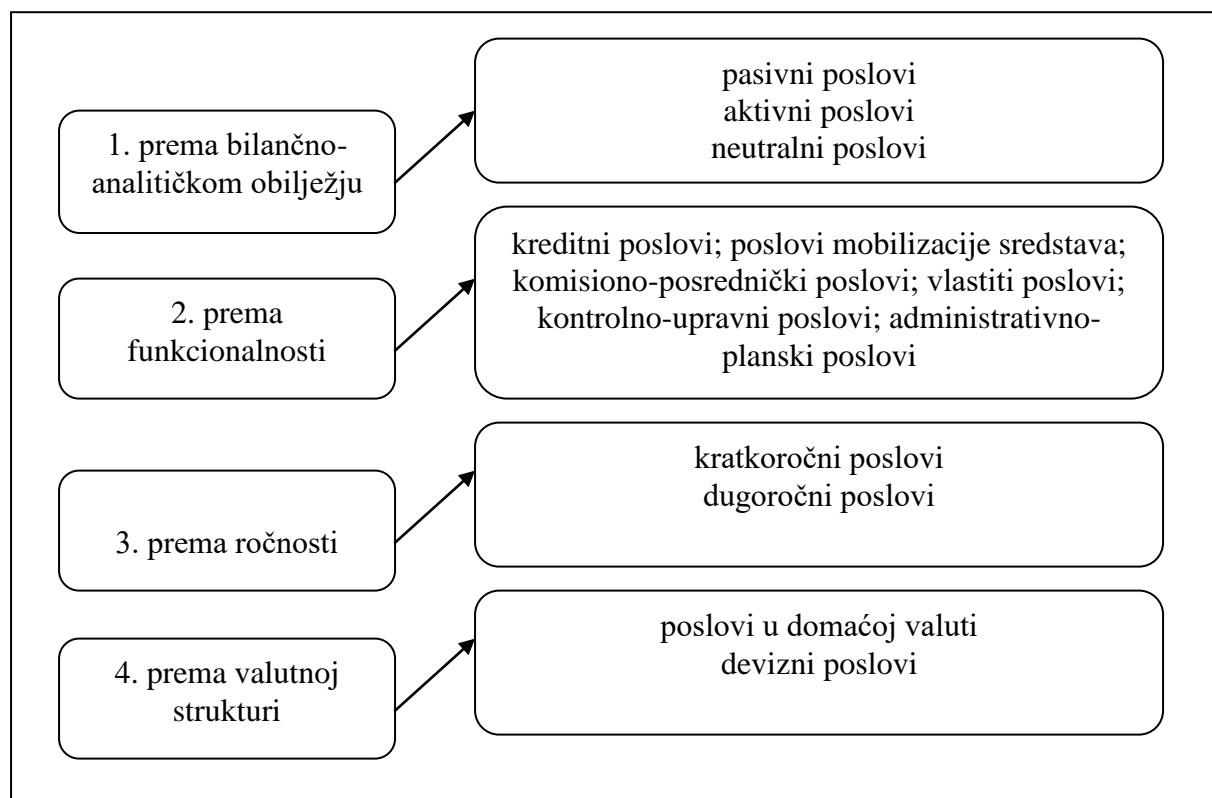 1. prema bilančno-
analitičkom obilježju
pasivni poslovi
aktivni poslovi
neutralni poslovi
2. prema
funkcionalnosti
kreditni poslovi; poslovi mobilizacije sredstava;
komisiono-posrednički poslovi; vlastiti poslovi;
kontrolno-upravni poslovi; administrativno-
planski poslovi
3. prema ročnosti
kratkoročni poslovi
dugoročni poslovi
4. prema valutnoj
strukturi
poslovi u domaćoj valuti
devizni poslovi